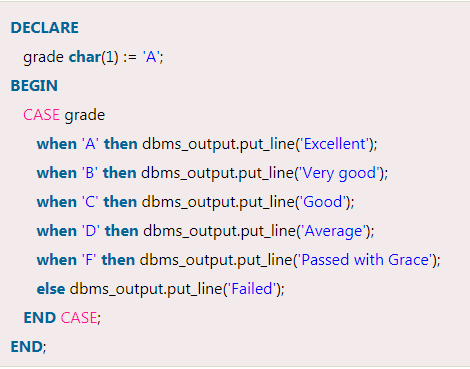 DECLARE
grade char(1) := 'A';
BEGIN
CASE grade
when 'A' then dbms_output.put_line('Excellent');
when 'B' then dbms_output.put_line('Very good');
when 'C' then dbms_output.put_line('Good');
when 'D' then dbms_output.put_line('Average');
when 'F' then dbms_output.put_line('Passed with Grace');
else dbms_output.put_line('Failed');
END CASE;
END;